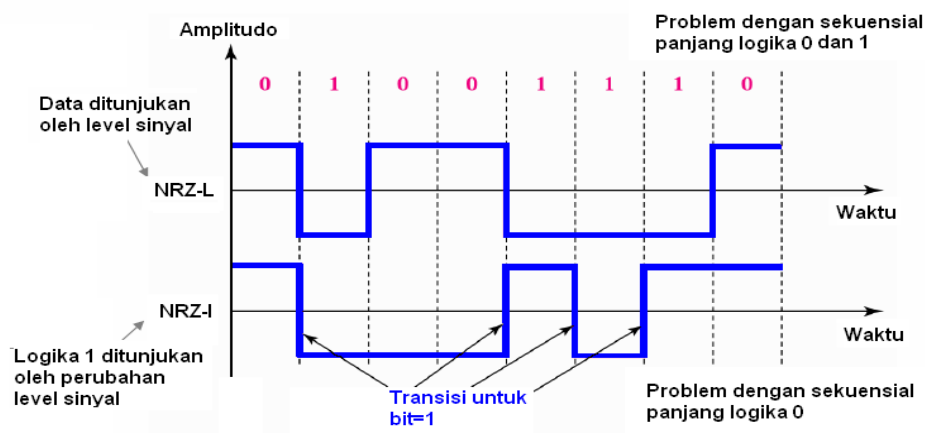 Amplitudo
Problem dengan sekuensial
panjang logika 0 dan 1
0 1 0 0 1 1 1 0
Data ditunjukan
oleh level sinyal
NRZ-L
Waktu
NRZ-I
Waktu
Logika 1 ditunjukan
oleh perubahan
level sinyal
Transisi untuk
bit=1
Problem dengan sekuensial
panjang logika 0